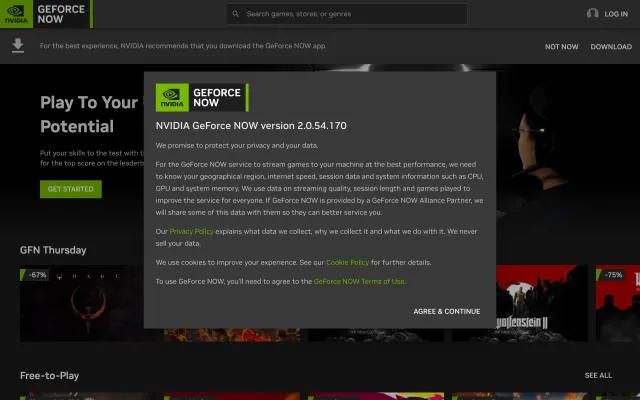 NVIDIA
GEFORCE
NOW
Search games, stores, or genres
LOG IN
For the best experience, NVIDIA recommends that you download the GeForce NOW app.
NOT NOW
DOWNLOAD
Play To Your
Potential
Put your skills to the test with
for the top score on the
GET STARTED
NVIDIA
GEFORCE
NOW
NVIDIA GeForce NOW version 2.0.54.170
We promise to protect your privacy and your data.
For the GeForce NOW service to stream games to your machine at the best performance, we need
to know your geographical region, internet speed, session data and system information such as CPU,
GPU and system memory. We use data on streaming quality, session length and games played to
improve the service for everyone. If GeForce NOW is provided by a GeForce NOW Alliance Partner, we
will share some of this data with them so they can better service you.
Our Privacy Policy explains what data we collect, why we collect it and what we do with it. We never
sell your data.
We use cookies to improve your experience. See our Cookie Policy for further details.
To use GeForce NOW, you'll need to agree to the GeForce NOW Terms of Use.
AGREE & CONTINUE
GFN Thursday
-67%
QUAKE
Wolfenstein II
-75%
Free-to-Play
SEE ALL